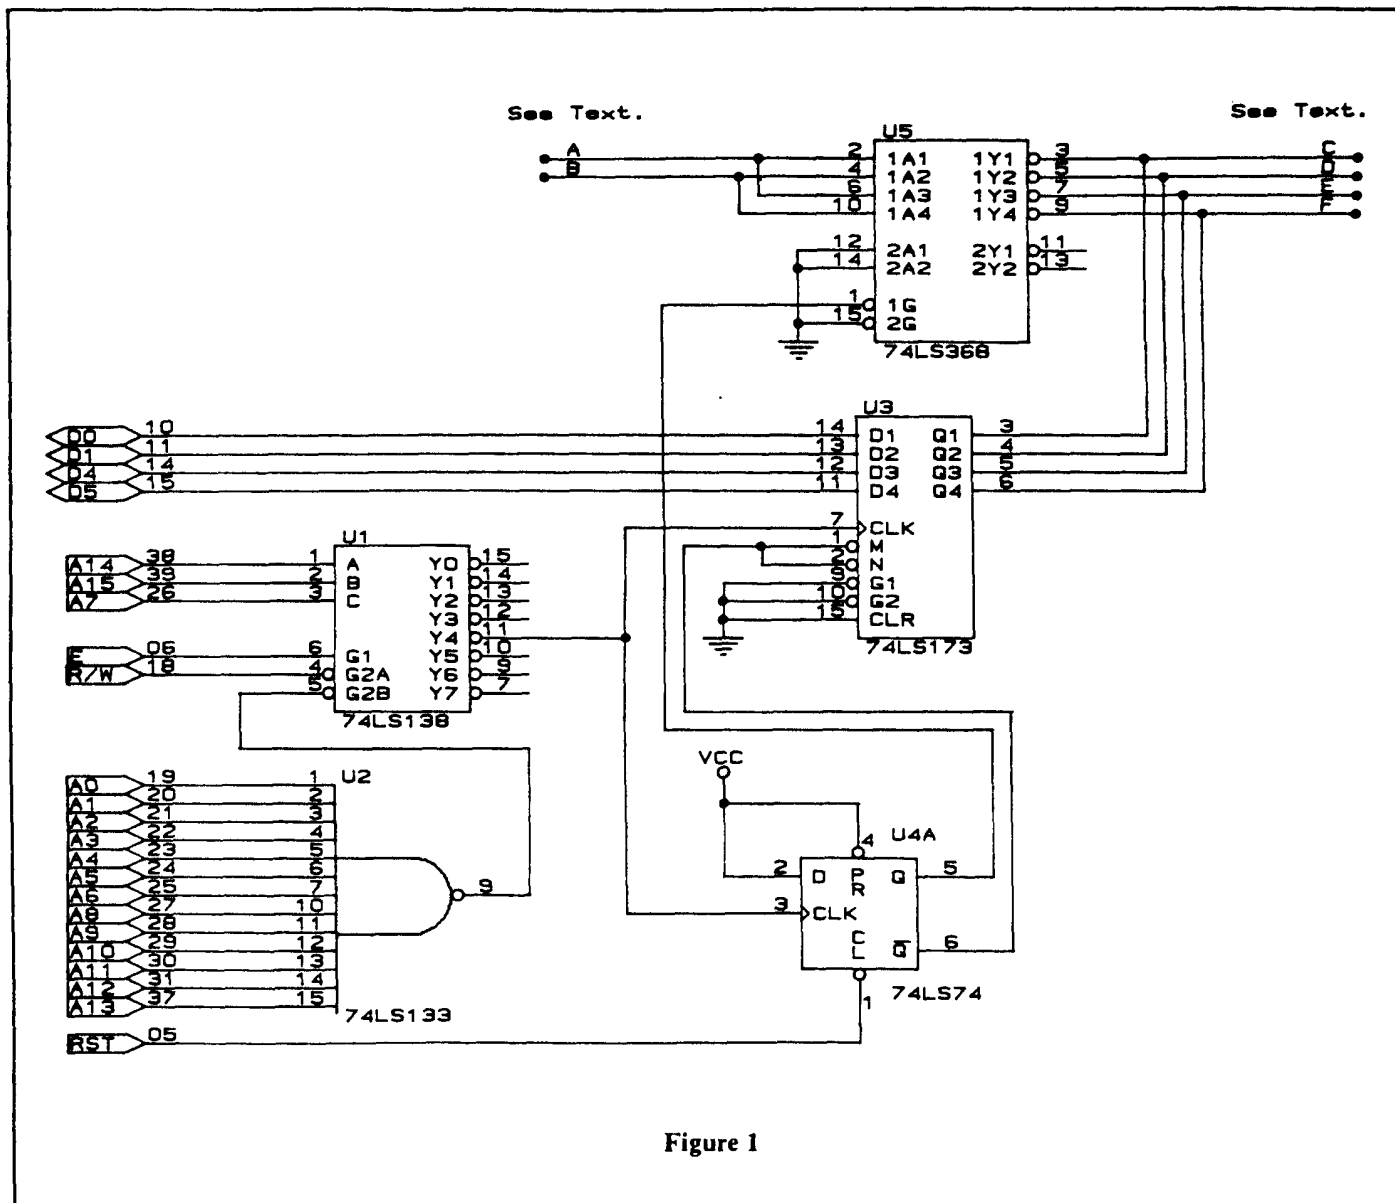 See Text.
See Text.
U5
A 2 1A1 1Y1 3 C
B 4 1A2 1Y2 5 D
6 1A3 1Y3 7 E
10 1A4 1Y4 9 F
12 2A1 2Y1 11
14 2A2 2Y2 13
1 1G
15 2G
74LS368
U3
D0 10 14 D1 Q1 3
D1 11 13 D2 Q2 4
D4 14 12 D3 Q3 5
D5 15 11 D4 Q4 6
7 CLK
1 M
2 N
9 G1
10 G2
15 CLR
74LS173
U1
A14 38 1 A Y0 15
A15 39 2 B Y1 14
A7 26 3 C Y2 13
Y3 12
Y4 11
E 06 6 G1 Y5 10
R/W 18 4 G2A Y6 9
5 G2B Y7 7
74LS138
VCC
U2
A0 19 1
A1 20 2
A2 21 3
A3 22 4
A4 23 5
A5 24 6
A6 25 7
A8 27 10
A9 28 11
A10 29 12
A11 30 13
A12 31 14
A13 37 15
9
74LS133
RST 05
U4A
4
2 D PR Q 5
3 CLK
CL Q̅ 6
1
74LS74
Figure 1